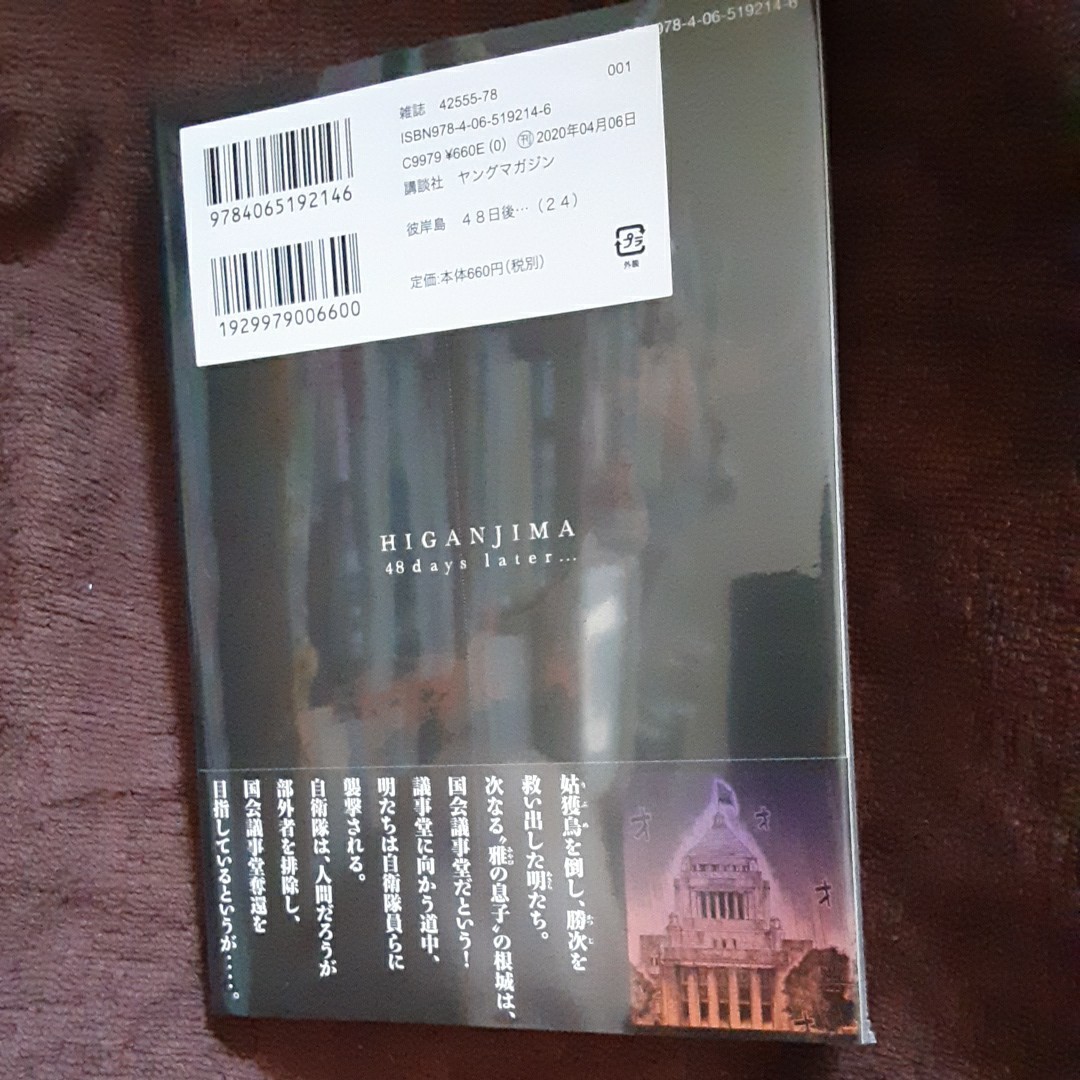 978-4-06-519214-6
001
雑誌 42555-78
ISBN978-4-06-519214-6
C9979 ¥660E (0) ㊗刊 2020年04月06日
講談社 ヤングマガジン
彼岸島 48日後…(24)
定価:本体660円(税別)
プラ
外装
9784065192146
1929979006600
HIGANJIMA
48days later...
姑獲鳥を倒し、勝次を
救い出した明たち。
次なる〝雅の息子〟の根城は、
国会議事堂だという!
議事堂に向かう道中、
明たちは自衛隊員らに
襲撃される。
自衛隊は、人間だろうが
部外者を排除し、
国会議事堂奪還を
目指しているというが‥‥。
オ
オ
オ